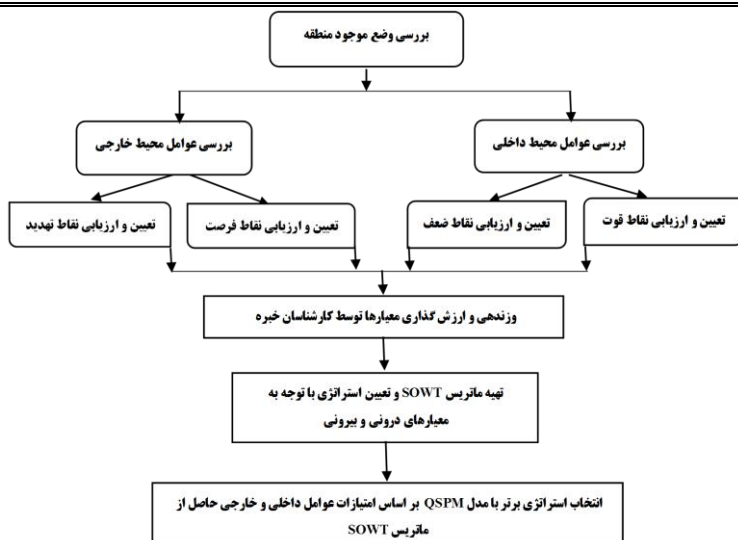 بررسی وضع موجود منطقه
بررسی عوامل محیط داخلی
بررسی عوامل محیط خارجی
تعیین و ارزیابی نقاط قوت
تعیین و ارزیابی نقاط ضعف
تعیین و ارزیابی نقاط فرصت
تعیین و ارزیابی نقاط تهدید
وزندهی و ارزش گذاری معیارها توسط کارشناسان خبره
تهیه ماتریس SOWT و تعیین استراتژی با توجه به
معیارهای درونی و بیرونی
انتخاب استراتژی برتر با مدل QSPM بر اساس امتیازات عوامل داخلی و خارجی حاصل از
ماتریس SOWT